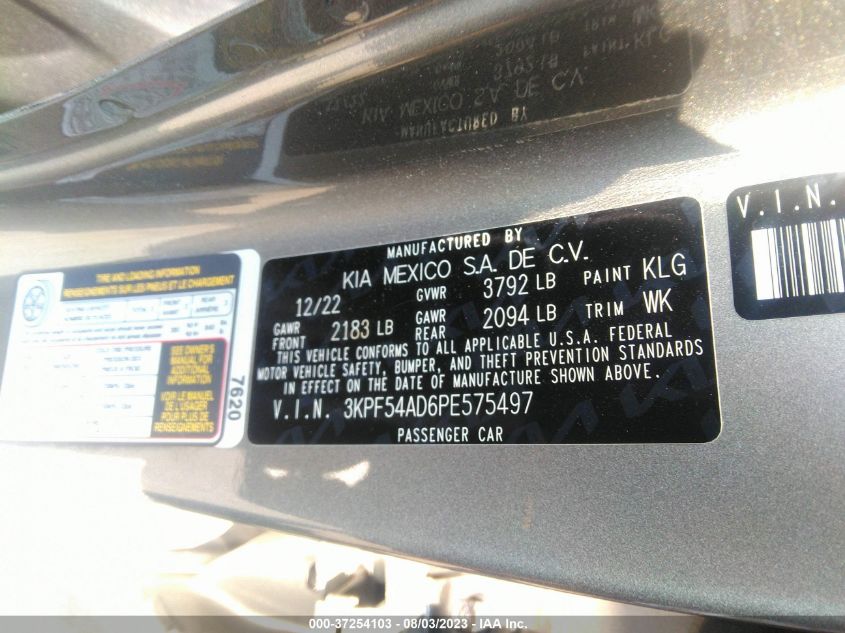 MANUFACTURED BY
KIA MEXICO S.A. DE C.V.
12/22 GVWR 3792 LB PAINT KLG
GAWR FRONT 2183 LB GAWR REAR 2094 LB TRIM WK
THIS VEHICLE CONFORMS TO ALL APPLICABLE U.S.A. FEDERAL
MOTOR VEHICLE SAFETY, BUMPER, AND THEFT PREVENTION STANDARDS
IN EFFECT ON THE DATE OF MANUFACTURE SHOWN ABOVE.
V.I.N. 3KPF54AD6PE575497
PASSENGER CAR
TIRE AND LOADING INFORMATION
RENSEIGNEMENTS SUR LES PNEUS ET LE CHARGEMENT
SEE OWNER'S
MANUAL FOR
ADDITIONAL
INFORMATION
VOIR LE MANUEL
DE L'USAGER
POUR PLUS DE
RENSEIGNEMENTS
7620
V.I.N.
000-37254103 - 08/03/2023 - IAA Inc.